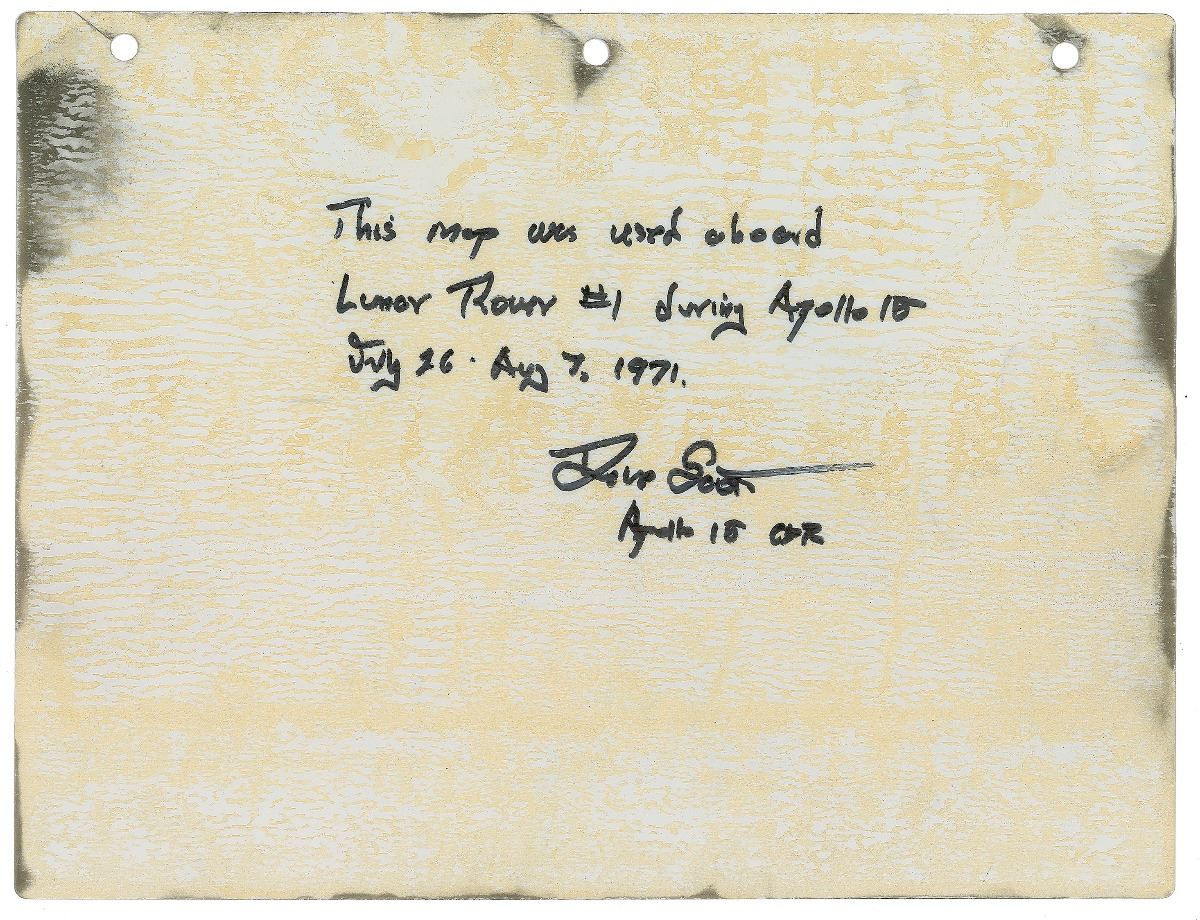 This map was used aboard
Lunar Rover #1 during Apollo 15
July 26 - Aug 7, 1971.
Dave Scott
Apollo 15 CDR